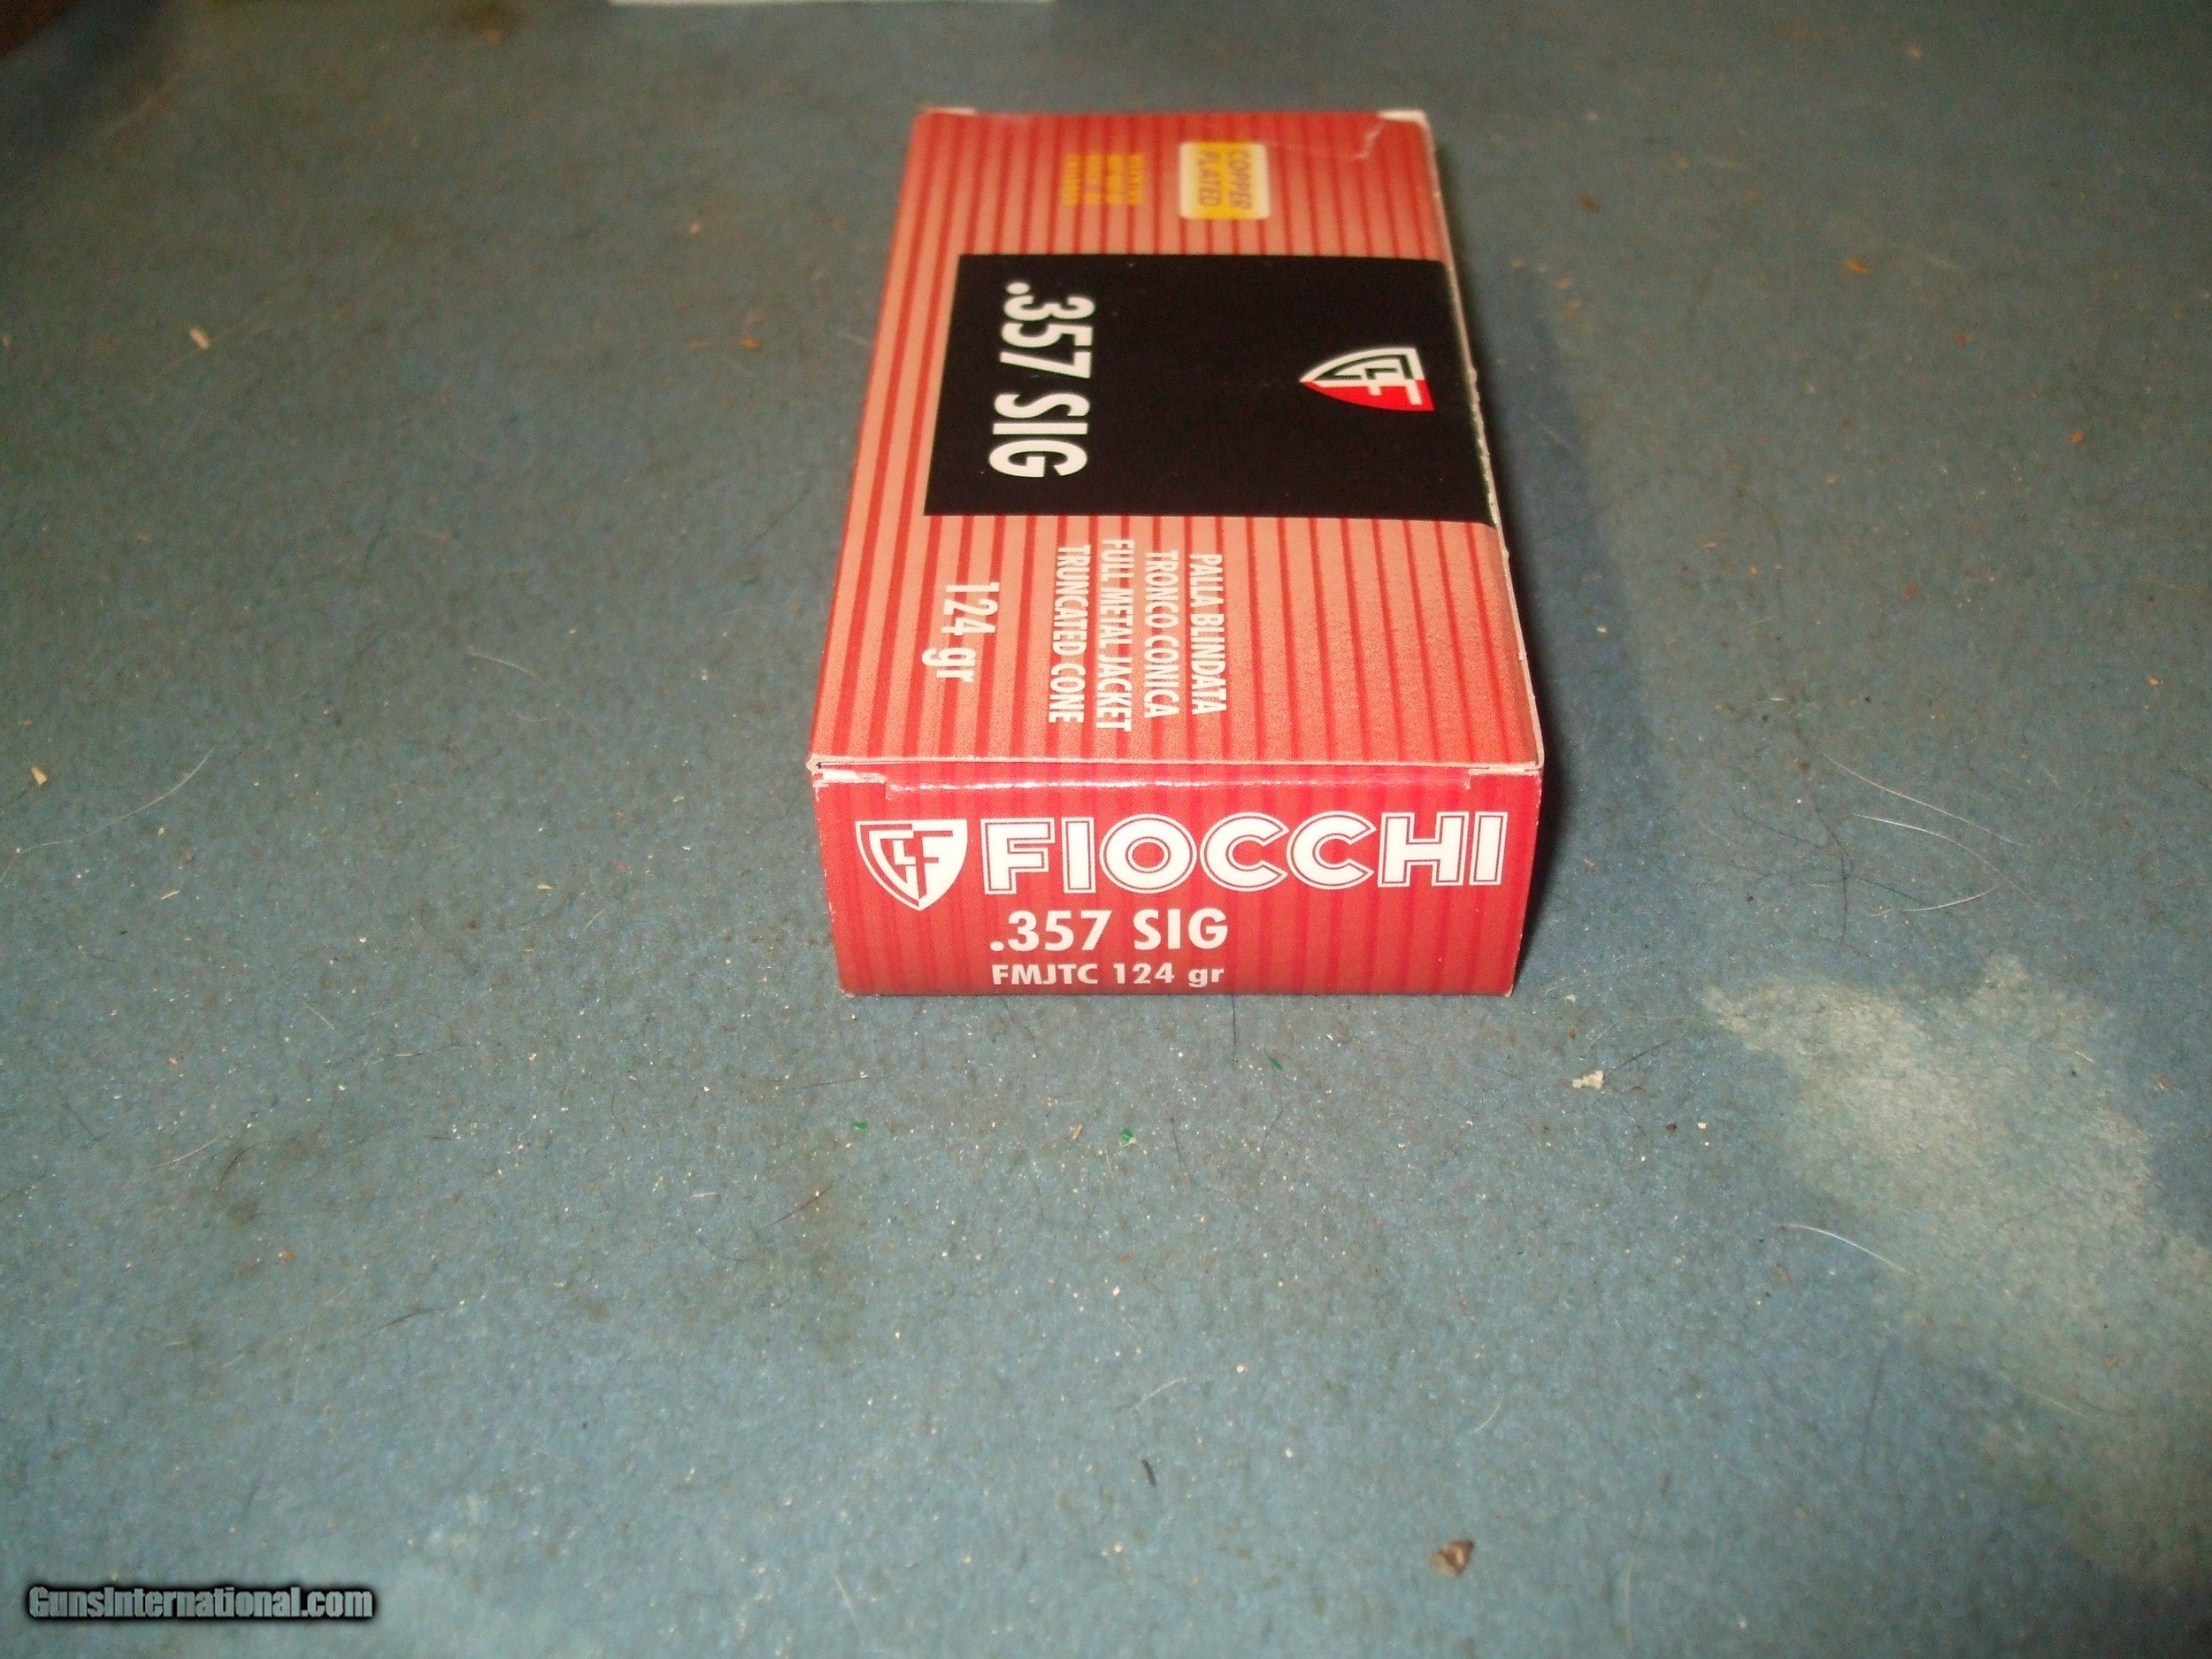 COPPER
PLATED
.357 SIG
PALLA BLINDATA
TRONCO CONICA
FULL METAL JACKET
TRUNCATED CONE
124 gr
FIOCCHI
.357 SIG
FMJTC 124 gr
GunsInternational.com